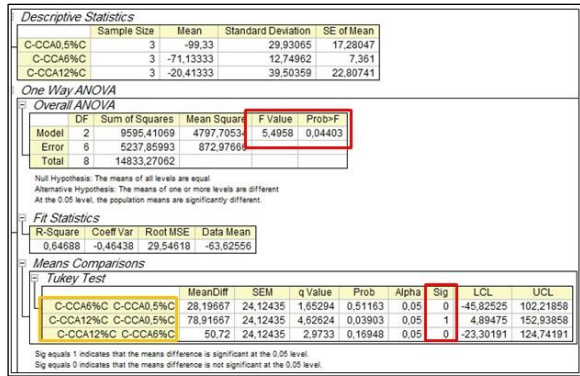 Descriptive Statistics
Sample Size Mean Standard Deviation SE of Mean
C-CCA0,5%C 3 -99,33 29,93065 17,28047
C-CCA6%C 3 -71,13333 12,74962 7,361
C-CCA12%C 3 -20,41333 39,50359 22,80741
One Way ANOVA
Overall ANOVA
DF Sum of Squares Mean Square F Value Prob>F
Model 2 9595,41069 4797,70534 5,4958 0,04403
Error 6 5237,85993 872,97666
Total 8 14833,27062
Null Hypothesis: The means of all levels are equal
Alternative Hypothesis: The means of one or more levels are different
At the 0.05 level, the population means are significantly different.
Fit Statistics
R-Square Coeff Var Root MSE Data Mean
0,64688 -0,46438 29,54618 -63,62556
Means Comparisons
Tukey Test
MeanDiff SEM q Value Prob Alpha Sig LCL UCL
C-CCA6%C C-CCA0,5%C 28,19667 24,12435 1,65294 0,51163 0,05 0 -45,82525 102,21858
C-CCA12%C C-CCA0,5%C 78,91667 24,12435 4,62624 0,03903 0,05 1 4,89475 152,93858
C-CCA12%C C-CCA6%C 50,72 24,12435 2,9733 0,16948 0,05 0 -23,30191 124,74191
Sig equals 1 indicates that the means difference is significant at the 0,05 level.
Sig equals 0 indicates that the means difference is not significant at the 0,05 level.